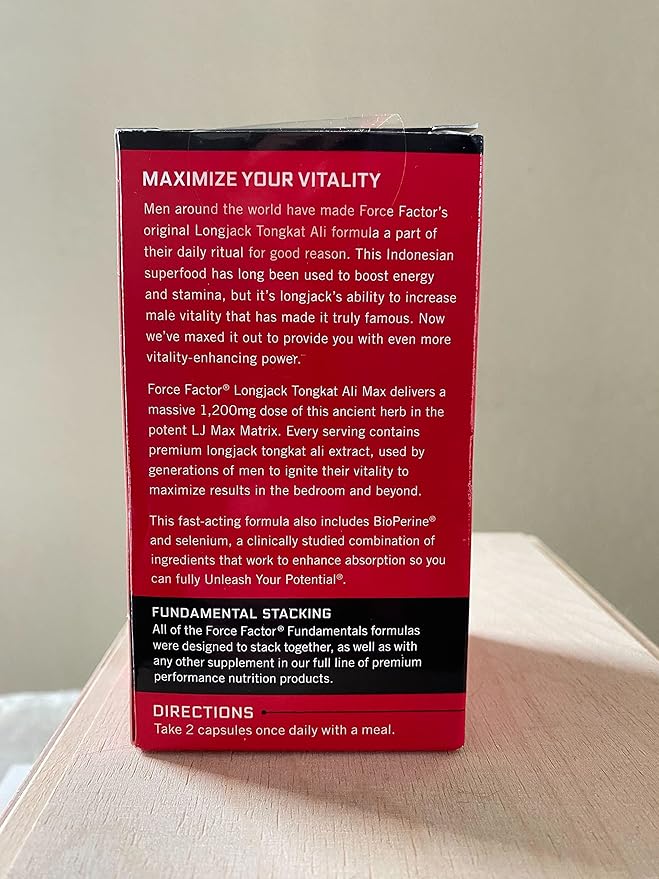 MAXIMIZE YOUR VITALITY
Men around the world have made Force Factor's
original Longjack Tongkat Ali formula a part of
their daily ritual for good reason. This Indonesian
superfood has long been used to boost energy
and stamina, but it's longjack's ability to increase
male vitality that has made it truly famous. Now
we've maxed it out to provide you with even more
vitality-enhancing power.
Force Factor® Longjack Tongkat Ali Max delivers a
massive 1,200mg dose of this ancient herb in the
potent LJ Max Matrix. Every serving contains
premium longjack tongkat ali extract, used by
generations of men to ignite their vitality to
maximize results in the bedroom and beyond.
This fast-acting formula also includes BioPerine®
and selenium, a clinically studied combination of
ingredients that work to enhance absorption so you
can fully Unleash Your Potential®.
FUNDAMENTAL STACKING
All of the Force Factor® Fundamentals formulas
were designed to stack together, as well as with
any other supplement in our full line of premium
performance nutrition products.
DIRECTIONS
Take 2 capsules once daily with a meal.